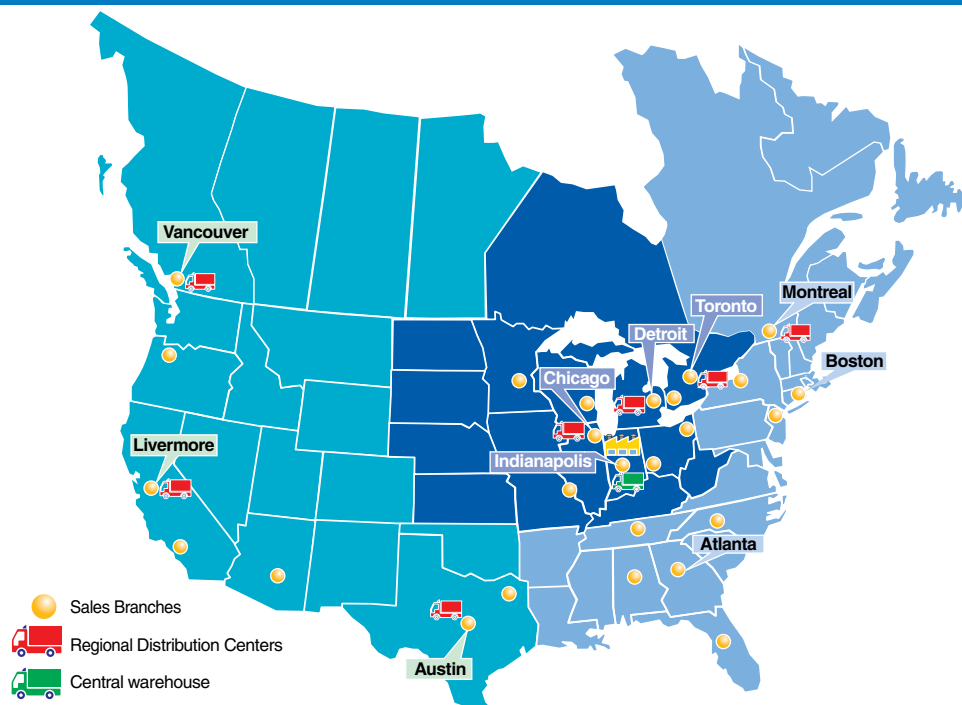 Vancouver
Montreal
Toronto
Detroit
Boston
Chicago
Livermore
Indianapolis
Atlanta
Sales Branches
Regional Distribution Centers
Austin
Central warehouse